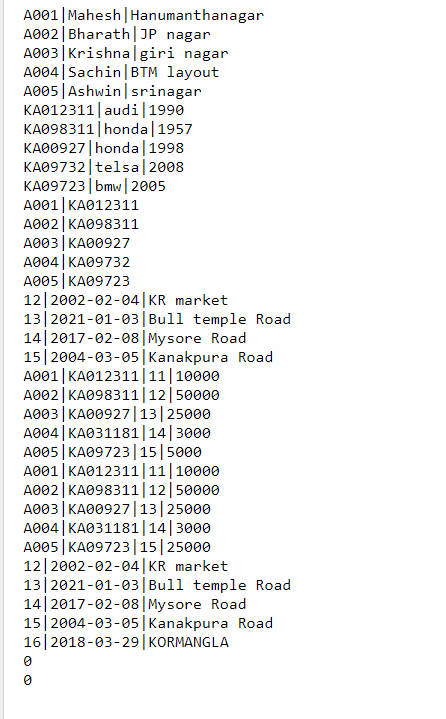 A001|Mahesh|Hanumanthanagar
A002|Bharath|JP nagar
A003|Krishna|giri nagar
A004|Sachin|BTM layout
A005|Ashwin|srinagar
KA012311|audi|1990
KA098311|honda|1957
KA00927|honda|1998
KA09732|telsa|2008
KA09723|bmw|2005
A001|KA012311
A002|KA098311
A003|KA00927
A004|KA09732
A005|KA09723
12|2002-02-04|KR market
13|2021-01-03|Bull temple Road
14|2017-02-08|Mysore Road
15|2004-03-05|Kanakpura Road
A001|KA012311|11|10000
A002|KA098311|12|50000
A003|KA00927|13|25000
A004|KA031181|14|3000
A005|KA09723|15|5000
A001|KA012311|11|10000
A002|KA098311|12|50000
A003|KA00927|13|25000
A004|KA031181|14|3000
A005|KA09723|15|25000
12|2002-02-04|KR market
13|2021-01-03|Bull temple Road
14|2017-02-08|Mysore Road
15|2004-03-05|Kanakpura Road
16|2018-03-29|KORMANGLA
0
0